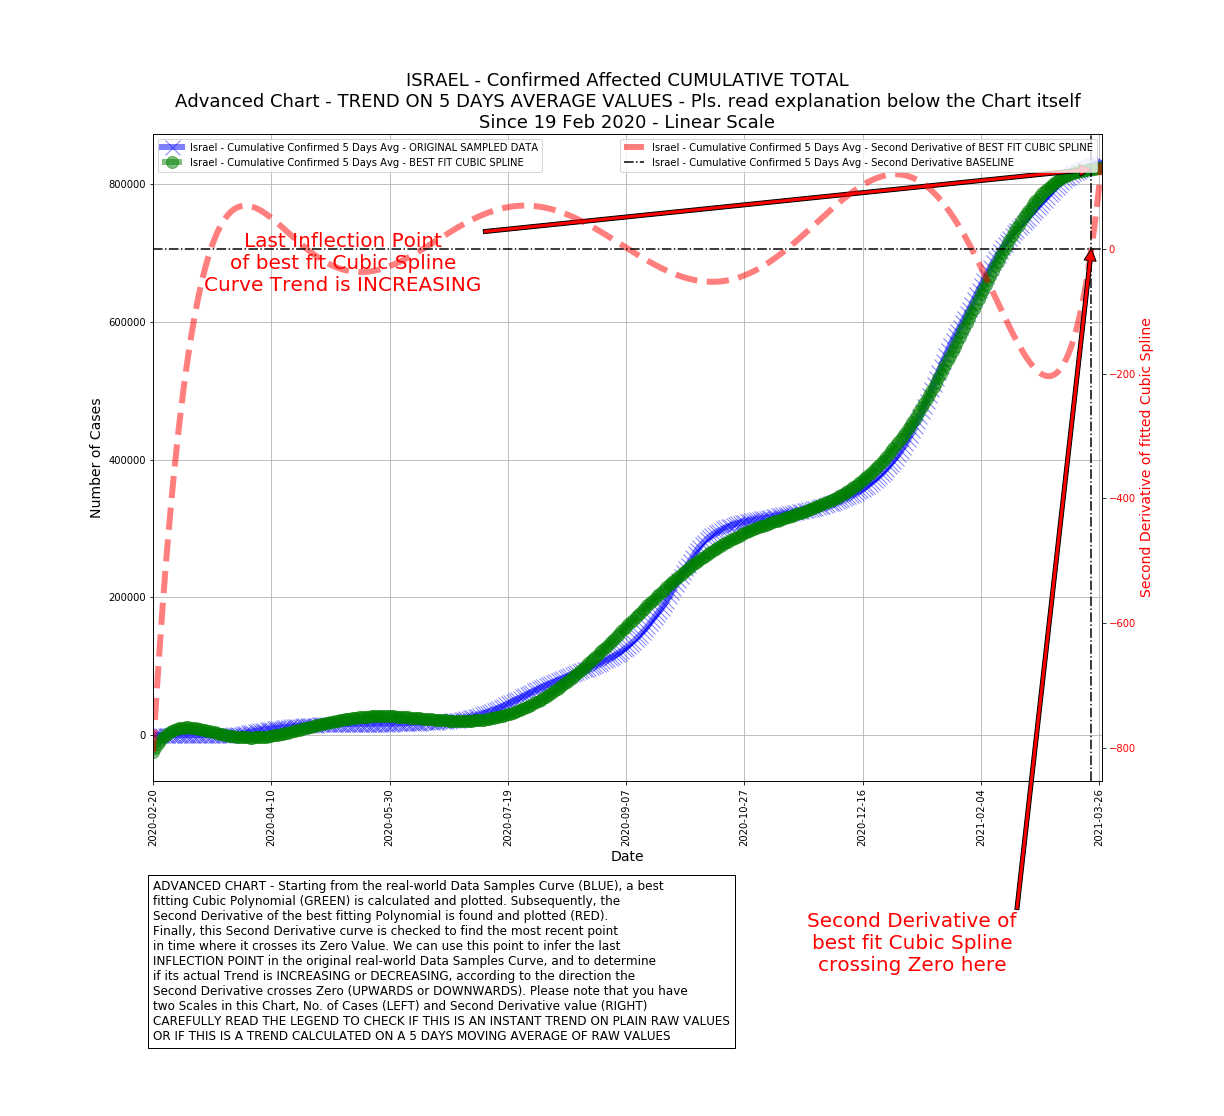 ISRAEL - Confirmed Affected CUMULATIVE TOTAL
Advanced Chart - TREND ON 5 DAYS AVERAGE VALUES - Pls. read explanation below the Chart itself
Since 19 Feb 2020 - Linear Scale
Israel - Cumulative Confirmed 5 Days Avg - ORIGINAL SAMPLED DATA
Israel - Cumulative Confirmed 5 Days Avg - BEST FIT CUBIC SPLINE
Israel - Cumulative Confirmed 5 Days Avg - Second Derivative of BEST FIT CUBIC SPLINE
Israel - Cumulative Confirmed 5 Days Avg - Second Derivative BASELINE
Last Inflection Point
of best fit Cubic Spline
Curve Trend is INCREASING
Number of Cases
800000
600000
400000
200000
0
Second Derivative of fitted Cubic Spline
0
−200
−400
−600
−800
2020-02-20
2020-04-10
2020-05-30
2020-07-19
2020-09-07
2020-10-27
2020-12-16
2021-02-04
2021-03-26
Date
Second Derivative of
best fit Cubic Spline
crossing Zero here
ADVANCED CHART - Starting from the real-world Data Samples Curve (BLUE), a best
fitting Cubic Polynomial (GREEN) is calculated and plotted. Subsequently, the
Second Derivative of the best fitting Polynomial is found and plotted (RED).
Finally, this Second Derivative curve is checked to find the most recent point
in time where it crosses its Zero Value. We can use this point to infer the last
INFLECTION POINT in the original real-world Data Samples Curve, and to determine
if its actual Trend is INCREASING or DECREASING, according to the direction the
Second Derivative crosses Zero (UPWARDS or DOWNWARDS). Please note that you have
two Scales in this Chart, No. of Cases (LEFT) and Second Derivative value (RIGHT)
CAREFULLY READ THE LEGEND TO CHECK IF THIS IS AN INSTANT TREND ON PLAIN RAW VALUES
OR IF THIS IS A TREND CALCULATED ON A 5 DAYS MOVING AVERAGE OF RAW VALUES